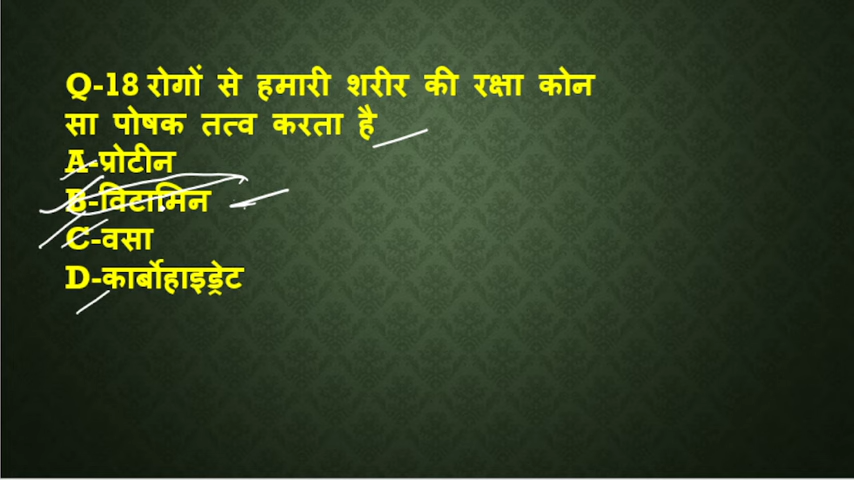 Q-18 रोगों से हमारी शरीर की रक्षा कोन
सा पोषक तत्व करता है
A-प्रोटीन
B-विटामिन
C-वसा
D-कार्बोहाइड्रेट